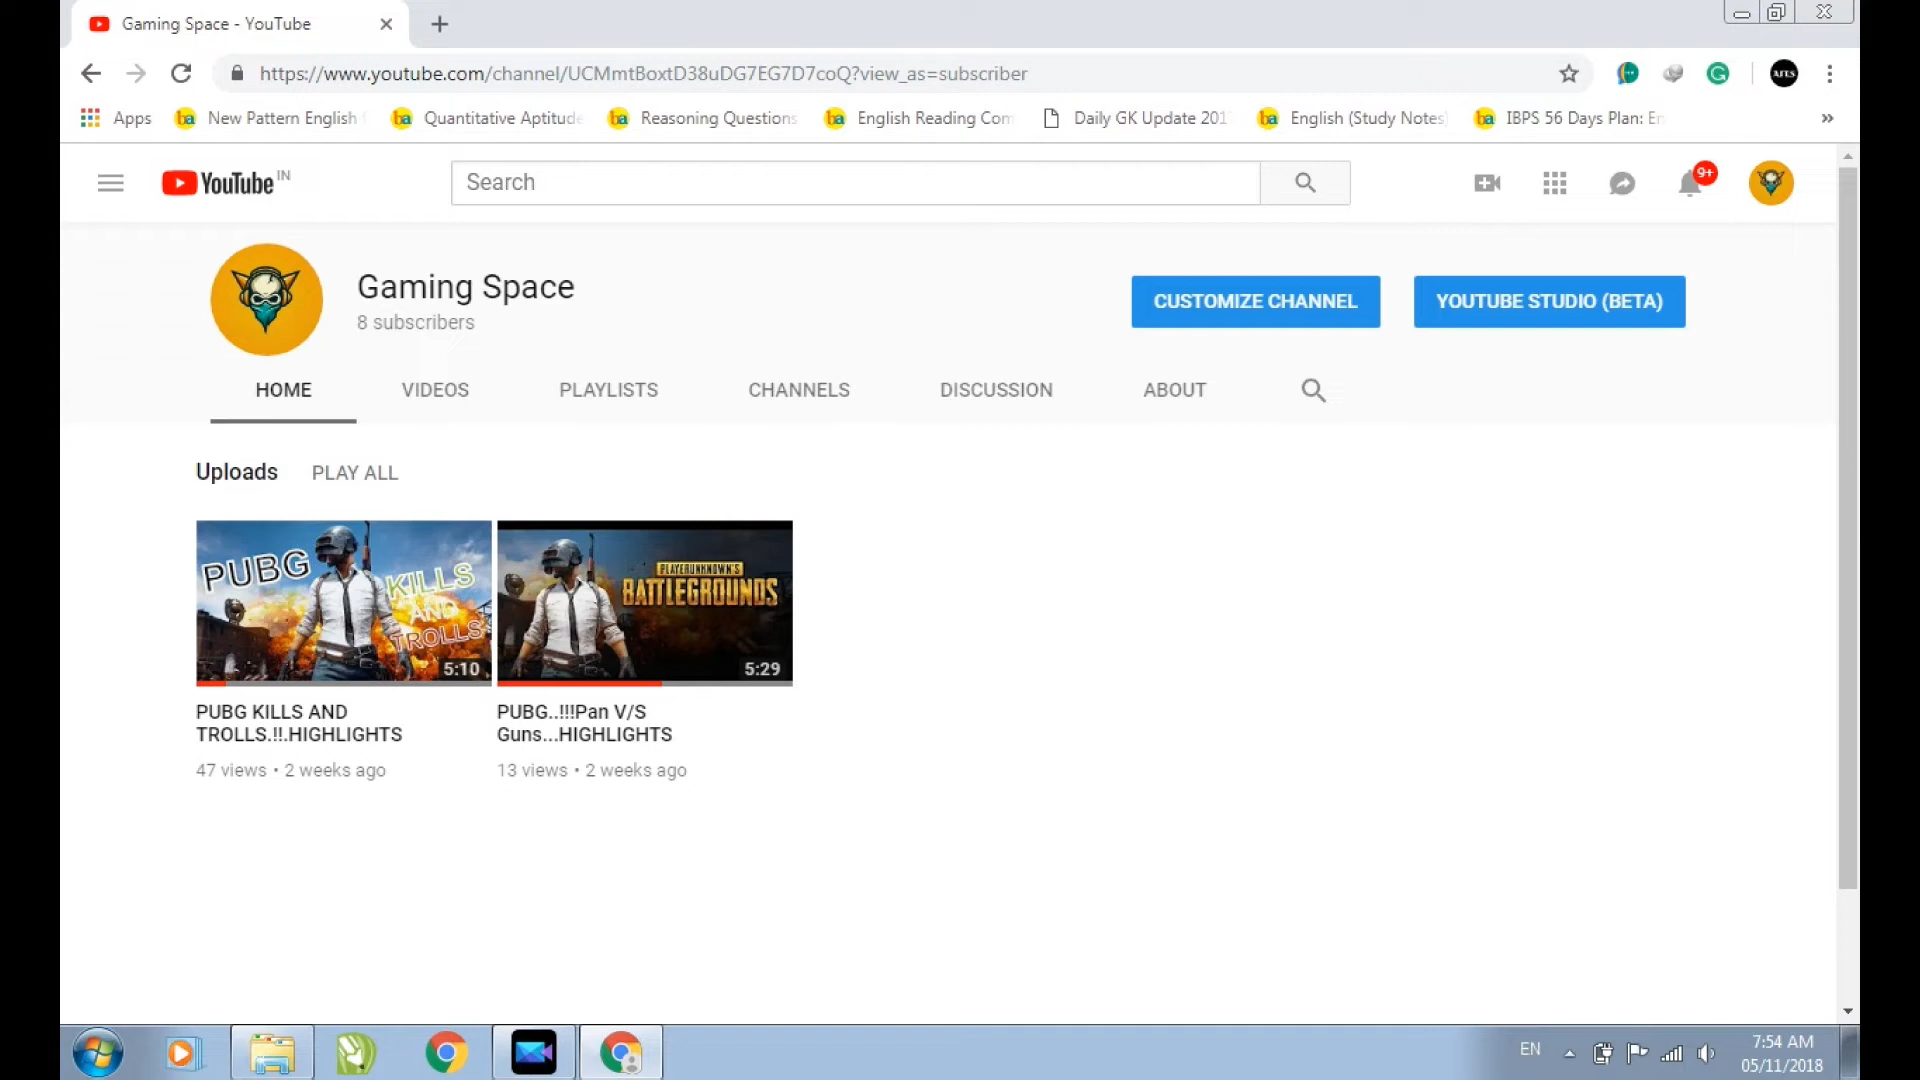 Gaming Space - YouTube
https://www.youtube.com/channel/UCMmtBoxtD38uDG7EG7D7coQ?view_as=subscriber
Apps New Pattern English Quantitative Aptitude Reasoning Questions English Reading Com Daily GK Update 201 English (Study Notes) IBPS 56 Days Plan: En »
YouTube IN
Search
9+
Gaming Space
8 subscribers
CUSTOMIZE CHANNEL
YOUTUBE STUDIO (BETA)
HOME VIDEOS PLAYLISTS CHANNELS DISCUSSION ABOUT
Uploads PLAY ALL
PUBG
KILLS
AND
TROLLS
5:10
PLAYERUNKNOWN'S
BATTLEGROUNDS
5:29
PUBG KILLS AND
TROLLS.!!.HIGHLIGHTS
47 views • 2 weeks ago
PUBG..!!!Pan V/S
Guns...HIGHLIGHTS
13 views • 2 weeks ago
EN
7:54 AM
05/11/2018